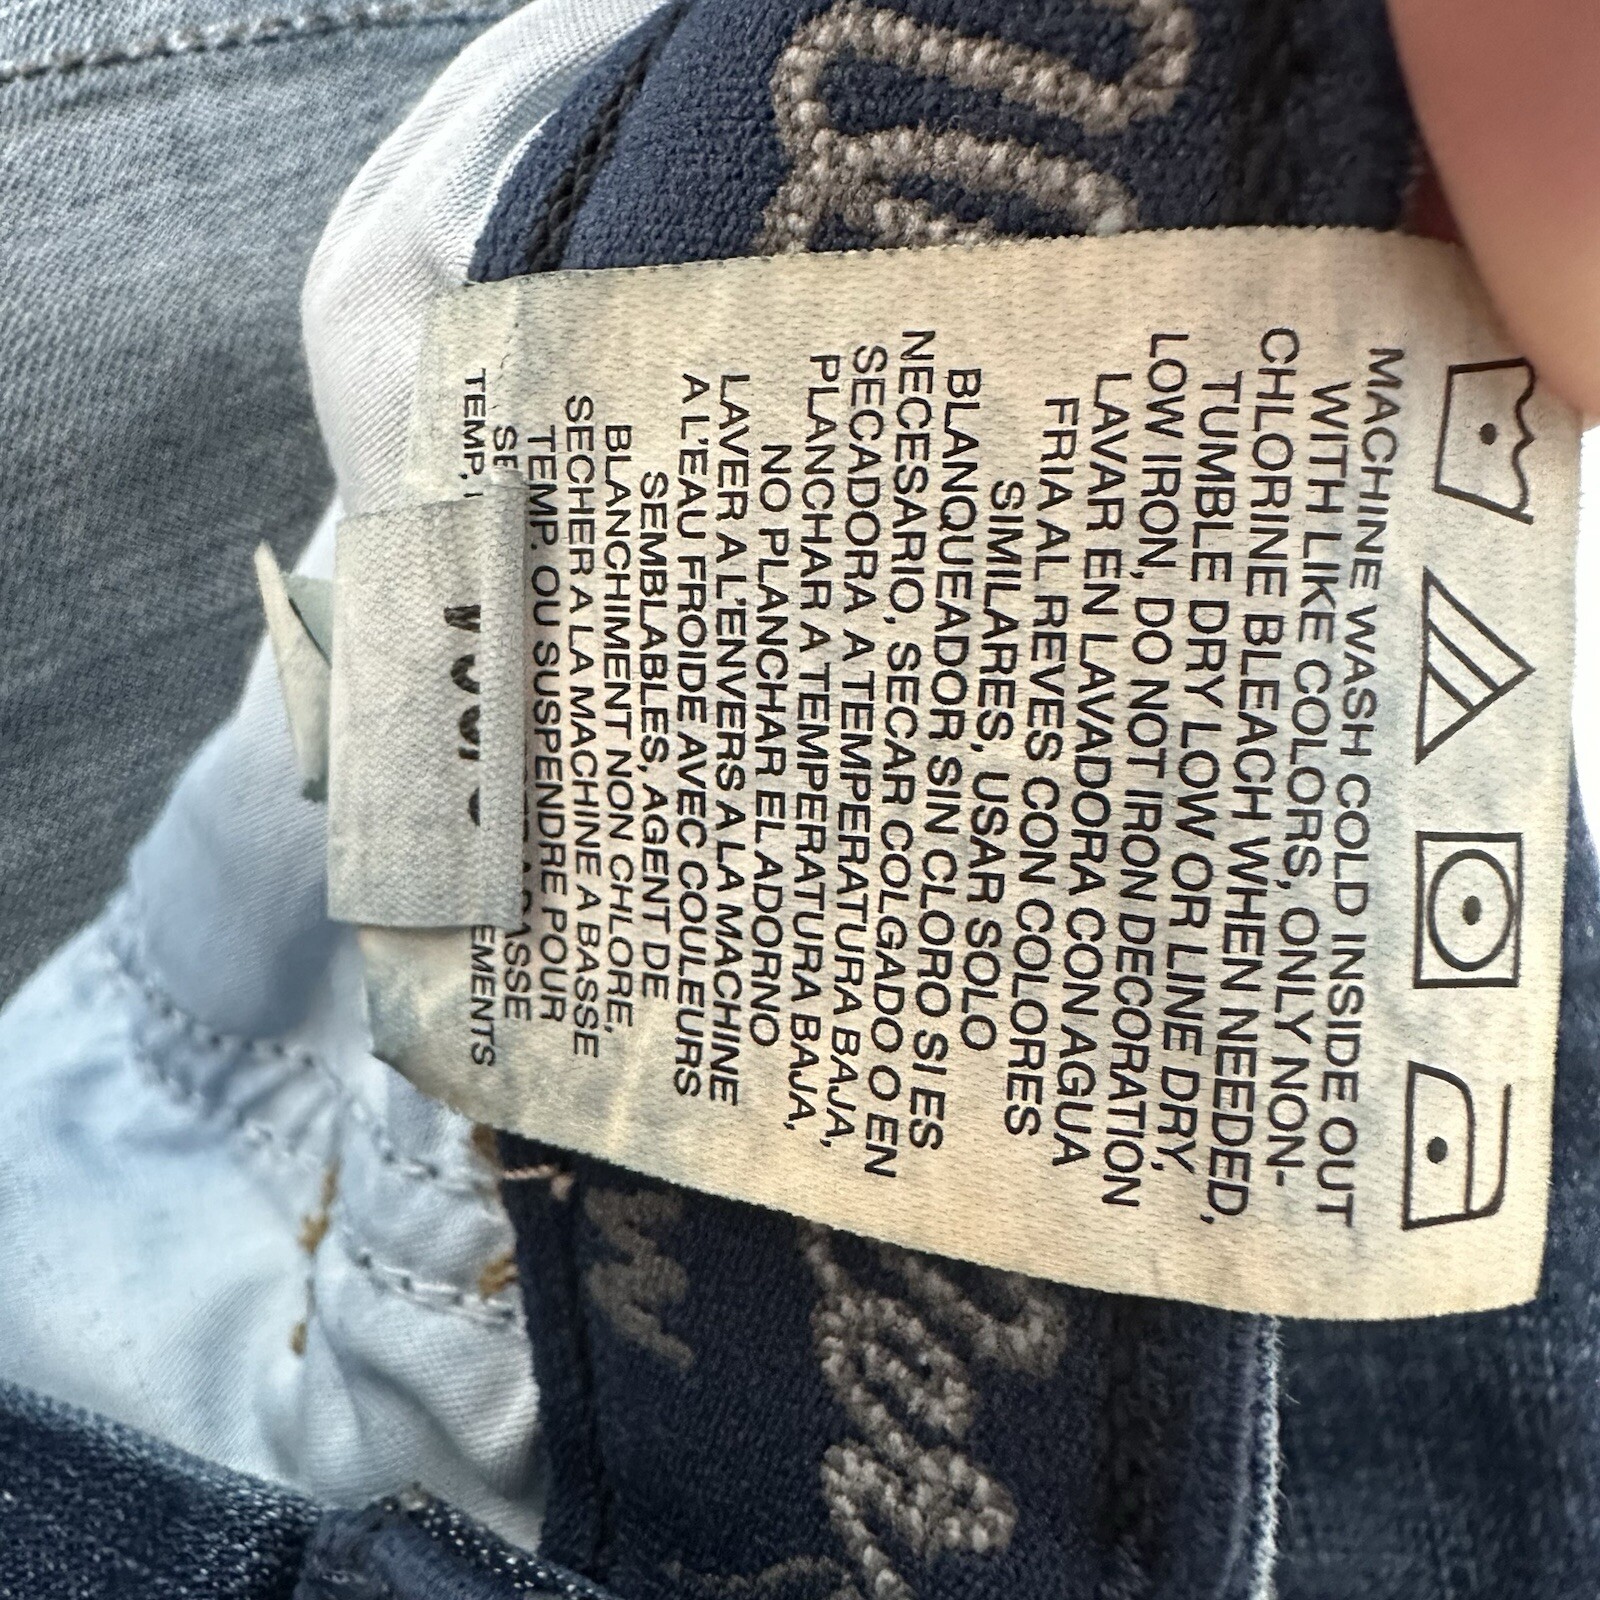 MACHINE WASH COLD INSIDE OUT
WITH LIKE COLORS, ONLY NON-
CHLORINE BLEACH WHEN NEEDED,
TUMBLE DRY LOW OR LINE DRY,
LOW IRON, DO NOT IRON DECORATION
LAVAR EN LAVADORA CON AGUA
FRIA AL REVES CON COLORES
SIMILARES, USAR SOLO
BLANQUEADOR SIN CLORO SI ES
NECESARIO, SECAR COLGADO O EN
SECADORA A TEMPERATURA BAJA,
PLANCHAR A TEMPERATURA BAJA,
NO PLANCHAR EL ADORNO
LAVER A L'ENVERS A LA MACHINE
A L'EAU FROIDE AVEC COULEURS
SEMBLABLES, AGENT DE
BLANCHIMENT NON CHLORE,
SECHER A LA MACHINE A BASSE
TEMP. OU SUSPENDRE POUR
BASSE
TEMP,